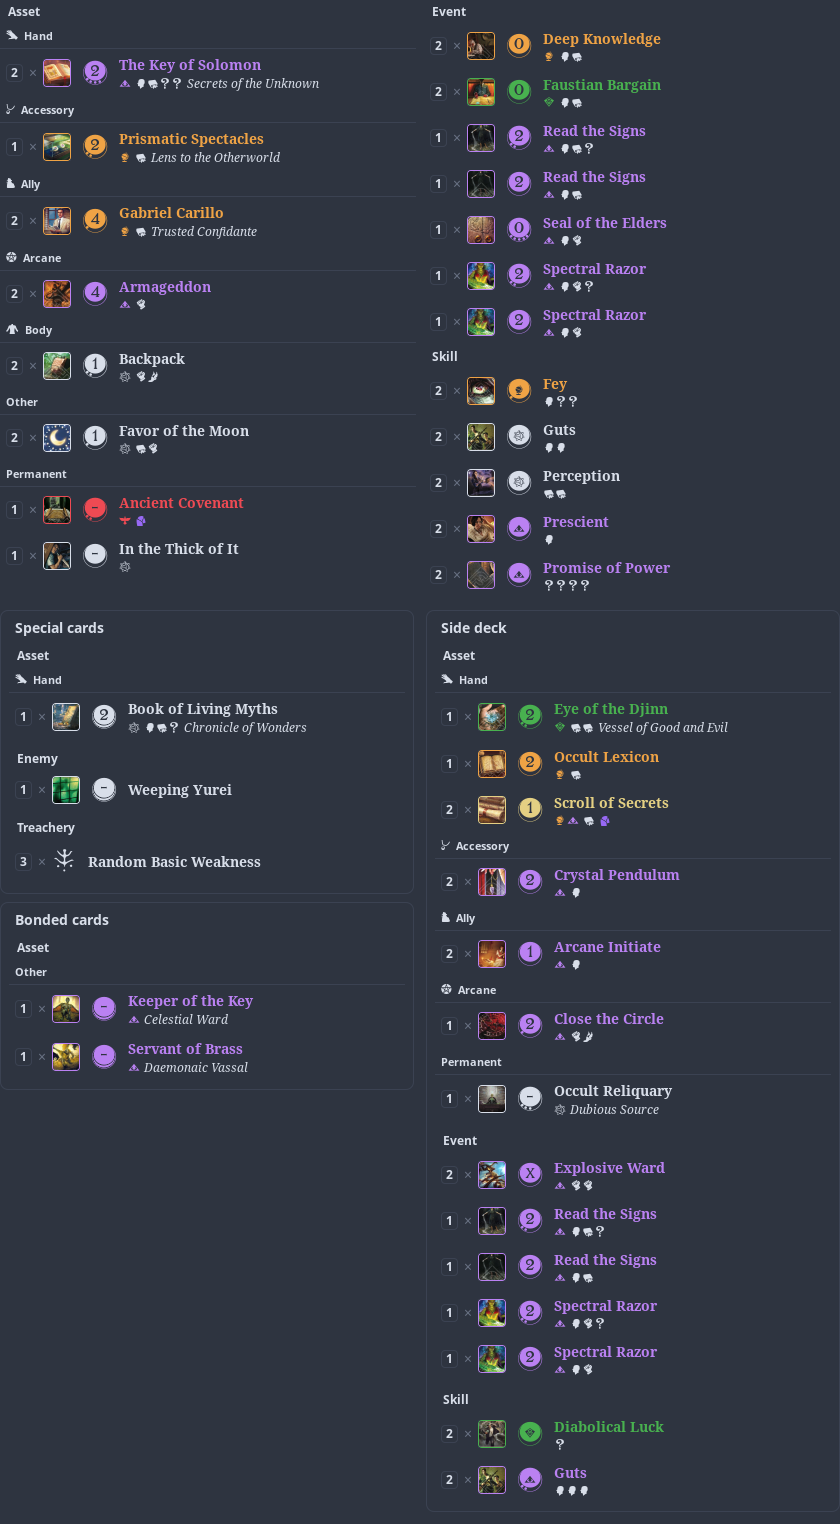 Asset
Hand
2 × 2 The Key of Solomon
Secrets of the Unknown
Accessory
1 × 2 Prismatic Spectacles
Lens to the Otherworld
Ally
2 × 4 Gabriel Carillo
Trusted Confidante
Arcane
2 × 4 Armageddon
Body
2 × 1 Backpack
Other
2 × 1 Favor of the Moon
Permanent
1 × - Ancient Covenant
1 × - In the Thick of It
Event
2 × 0 Deep Knowledge
2 × 0 Faustian Bargain
1 × 2 Read the Signs
1 × 2 Read the Signs
1 × 0 Seal of the Elders
1 × 2 Spectral Razor
1 × 2 Spectral Razor
Skill
2 × Fey
2 × Guts
2 × Perception
2 × Prescient
2 × Promise of Power
Special cards
Asset
Hand
1 × 2 Book of Living Myths
Chronicle of Wonders
Enemy
1 × - Weeping Yurei
Treachery
3 × Random Basic Weakness
Bonded cards
Asset
Other
1 × - Keeper of the Key
Celestial Ward
1 × - Servant of Brass
Daemonaic Vassal
Side deck
Asset
Hand
1 × 2 Eye of the Djinn
Vessel of Good and Evil
1 × 2 Occult Lexicon
2 × 1 Scroll of Secrets
Accessory
2 × 2 Crystal Pendulum
Ally
2 × 1 Arcane Initiate
Arcane
1 × 2 Close the Circle
Permanent
1 × - Occult Reliquary
Dubious Source
Event
2 × X Explosive Ward
1 × 2 Read the Signs
1 × 2 Read the Signs
1 × 2 Spectral Razor
1 × 2 Spectral Razor
Skill
2 × Diabolical Luck
2 × Guts